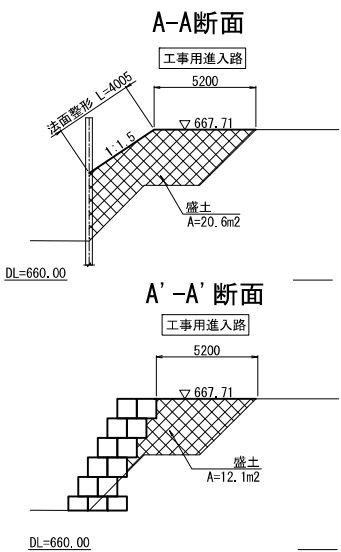 A-A断面
工事用進入路
5200
法面整形 L=4005
667.71
1:1.5
盛土
A=20.6m2
DL=660.00
A'-A'断面
工事用進入路
5200
667.71
盛土
A=12.1m2
DL=660.00